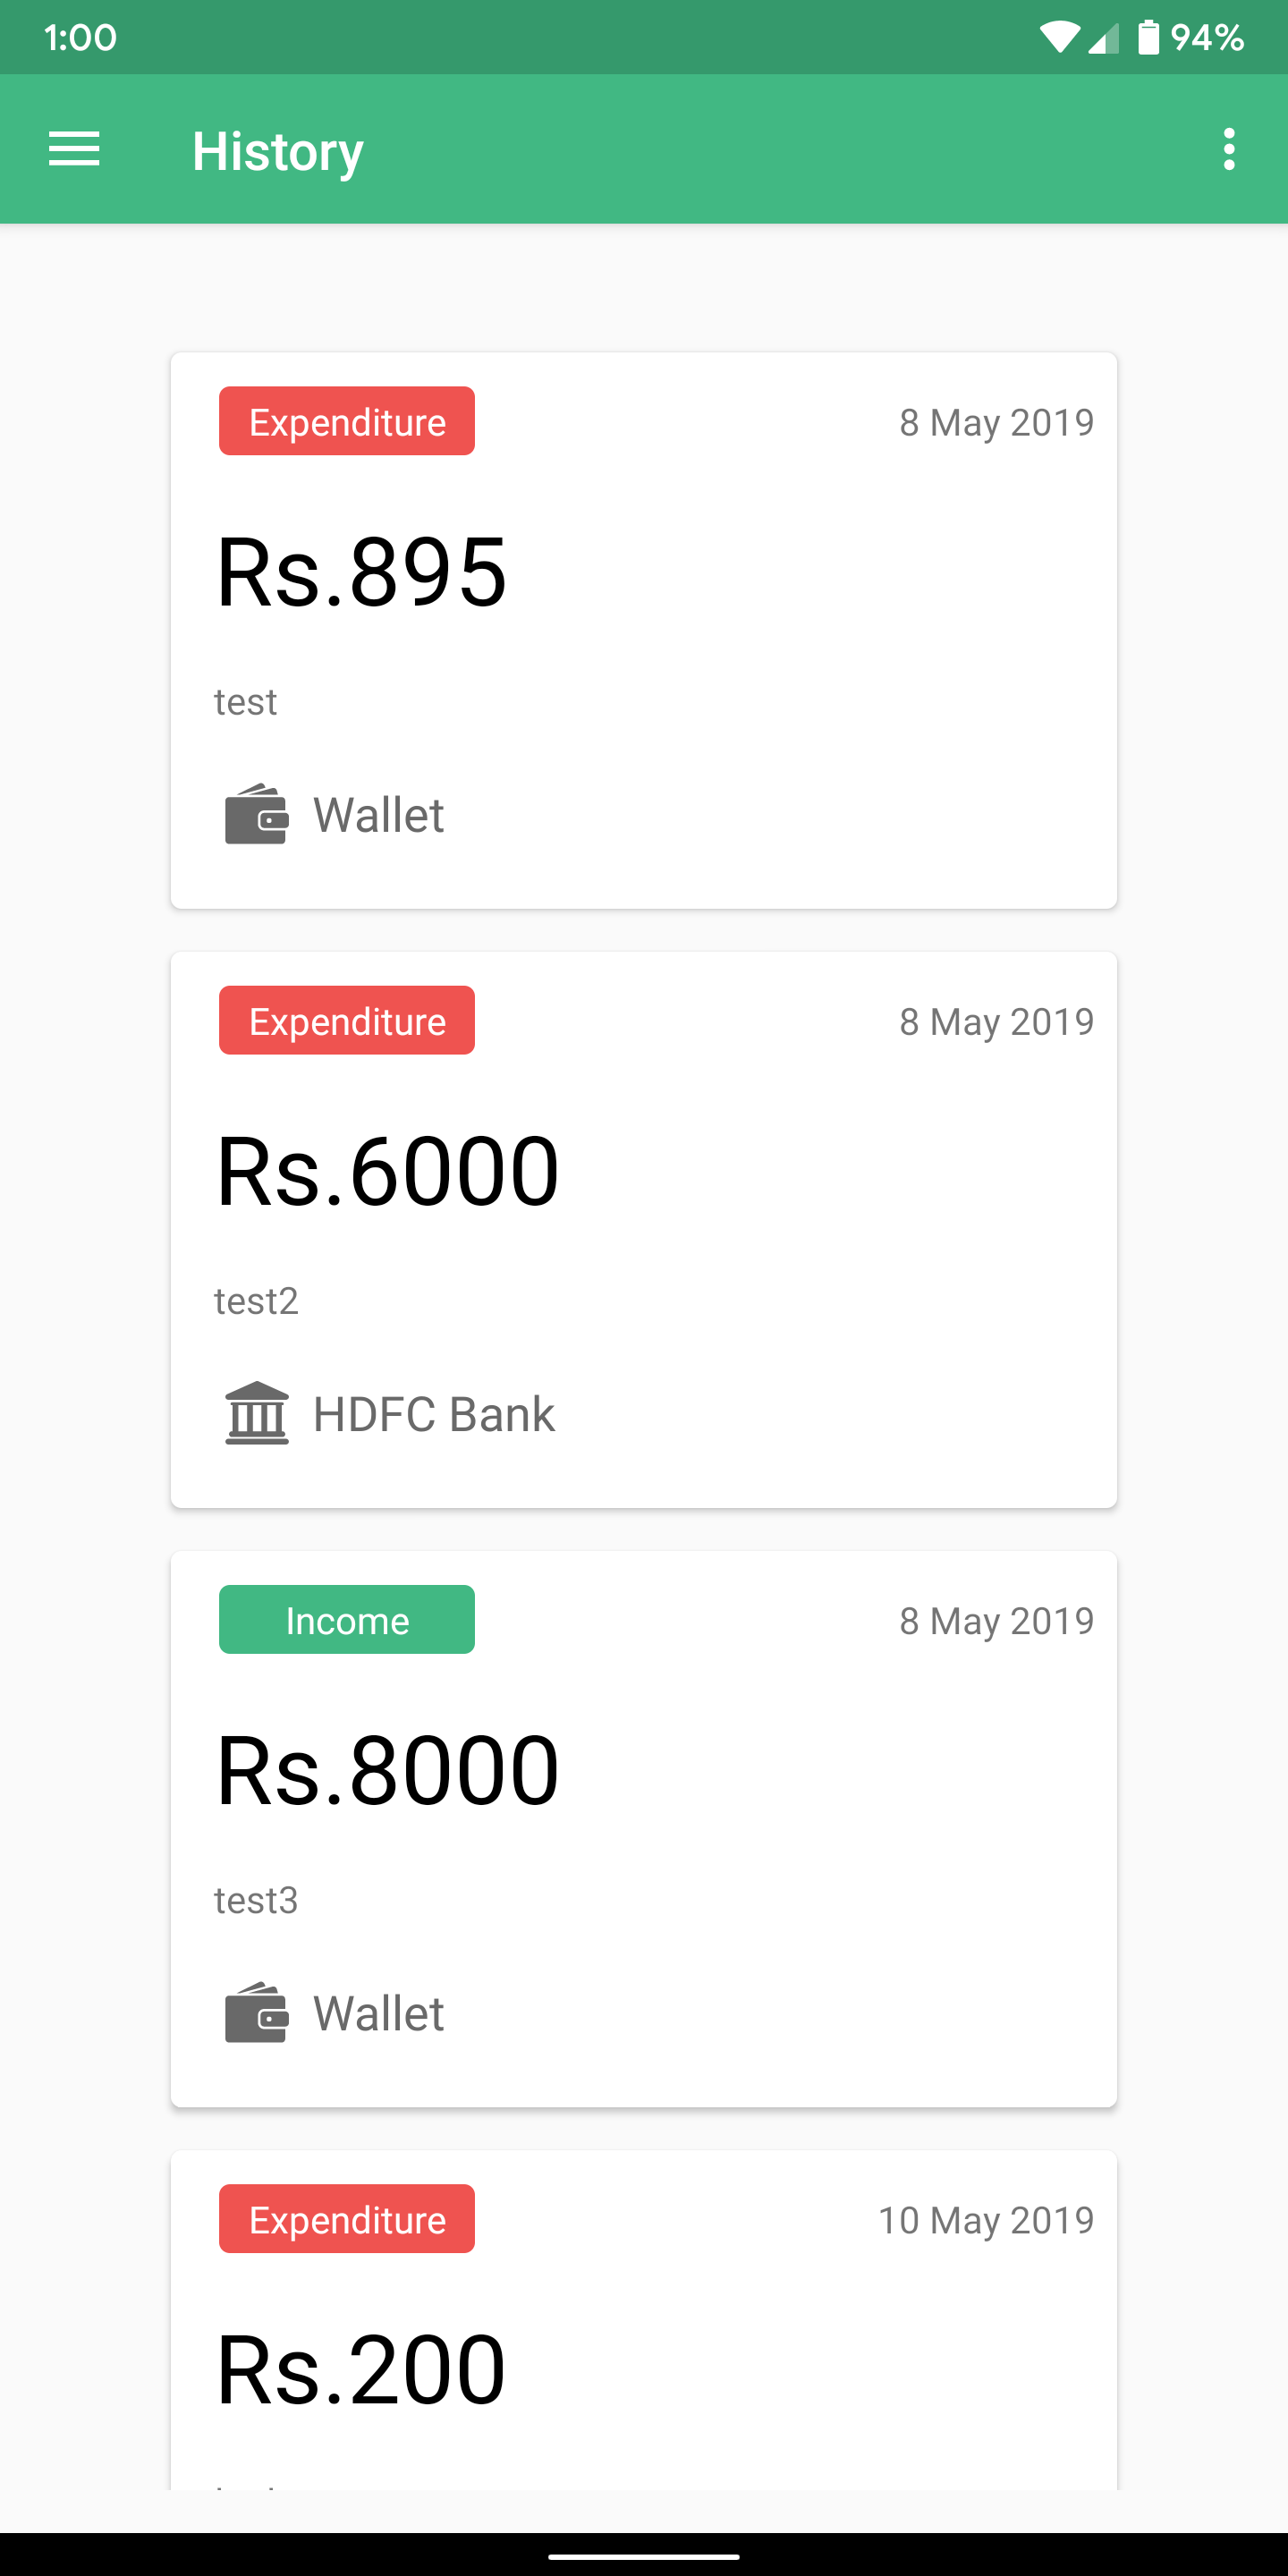 1:00 94%
History
Expenditure 8 May 2019
Rs.895
test
Wallet
Expenditure 8 May 2019
Rs.6000
test2
HDFC Bank
Income 8 May 2019
Rs.8000
test3
Wallet
Expenditure 10 May 2019
Rs.200